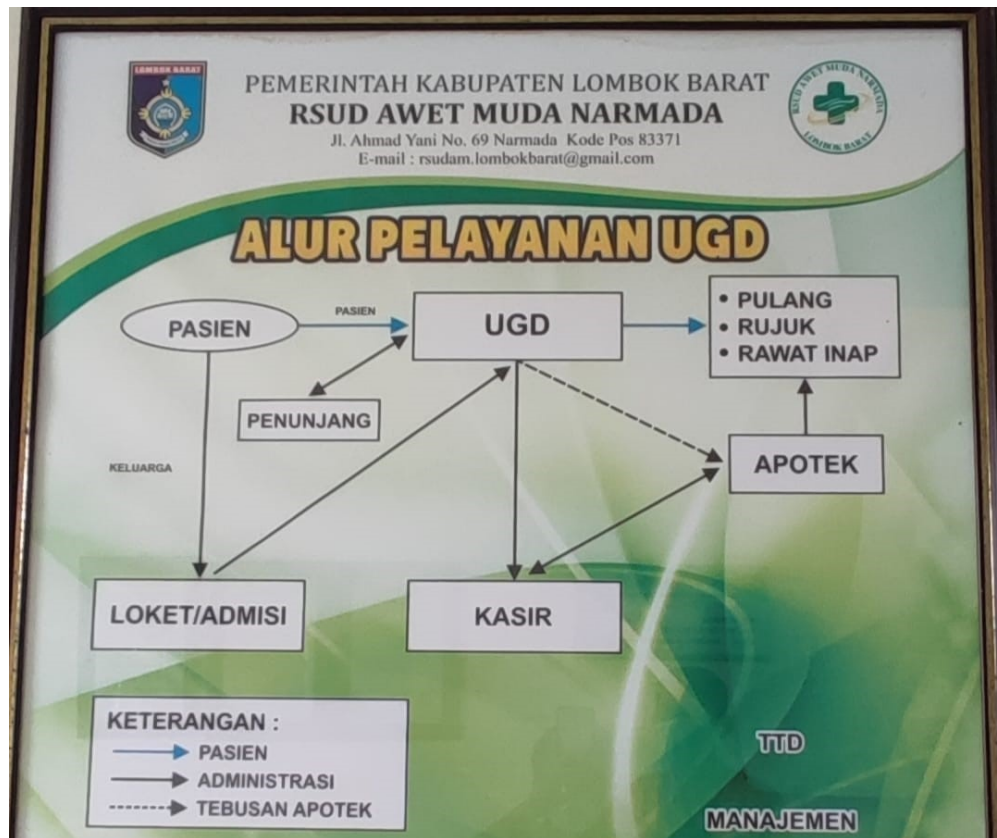 LOMBOK BARAT
PEMERINTAH KABUPATEN LOMBOK BARAT
RSUD AWET MUDA NARMADA
Jl. Ahmad Yani No. 69 Narmada Kode Pos 83371
E-mail : rsudam.lombokbarat@gmail.com
RSUD AWET MUDA NARMADA
LOMBOK BARAT
ALUR PELAYANAN UGD
PASIEN
PASIEN
UGD
• PULANG
• RUJUK
• RAWAT INAP
PENUNJANG
KELUARGA
APOTEK
LOKET/ADMISI
KASIR
KETERANGAN :
PASIEN
ADMINISTRASI
TEBUSAN APOTEK
TTD
MANAJEMEN